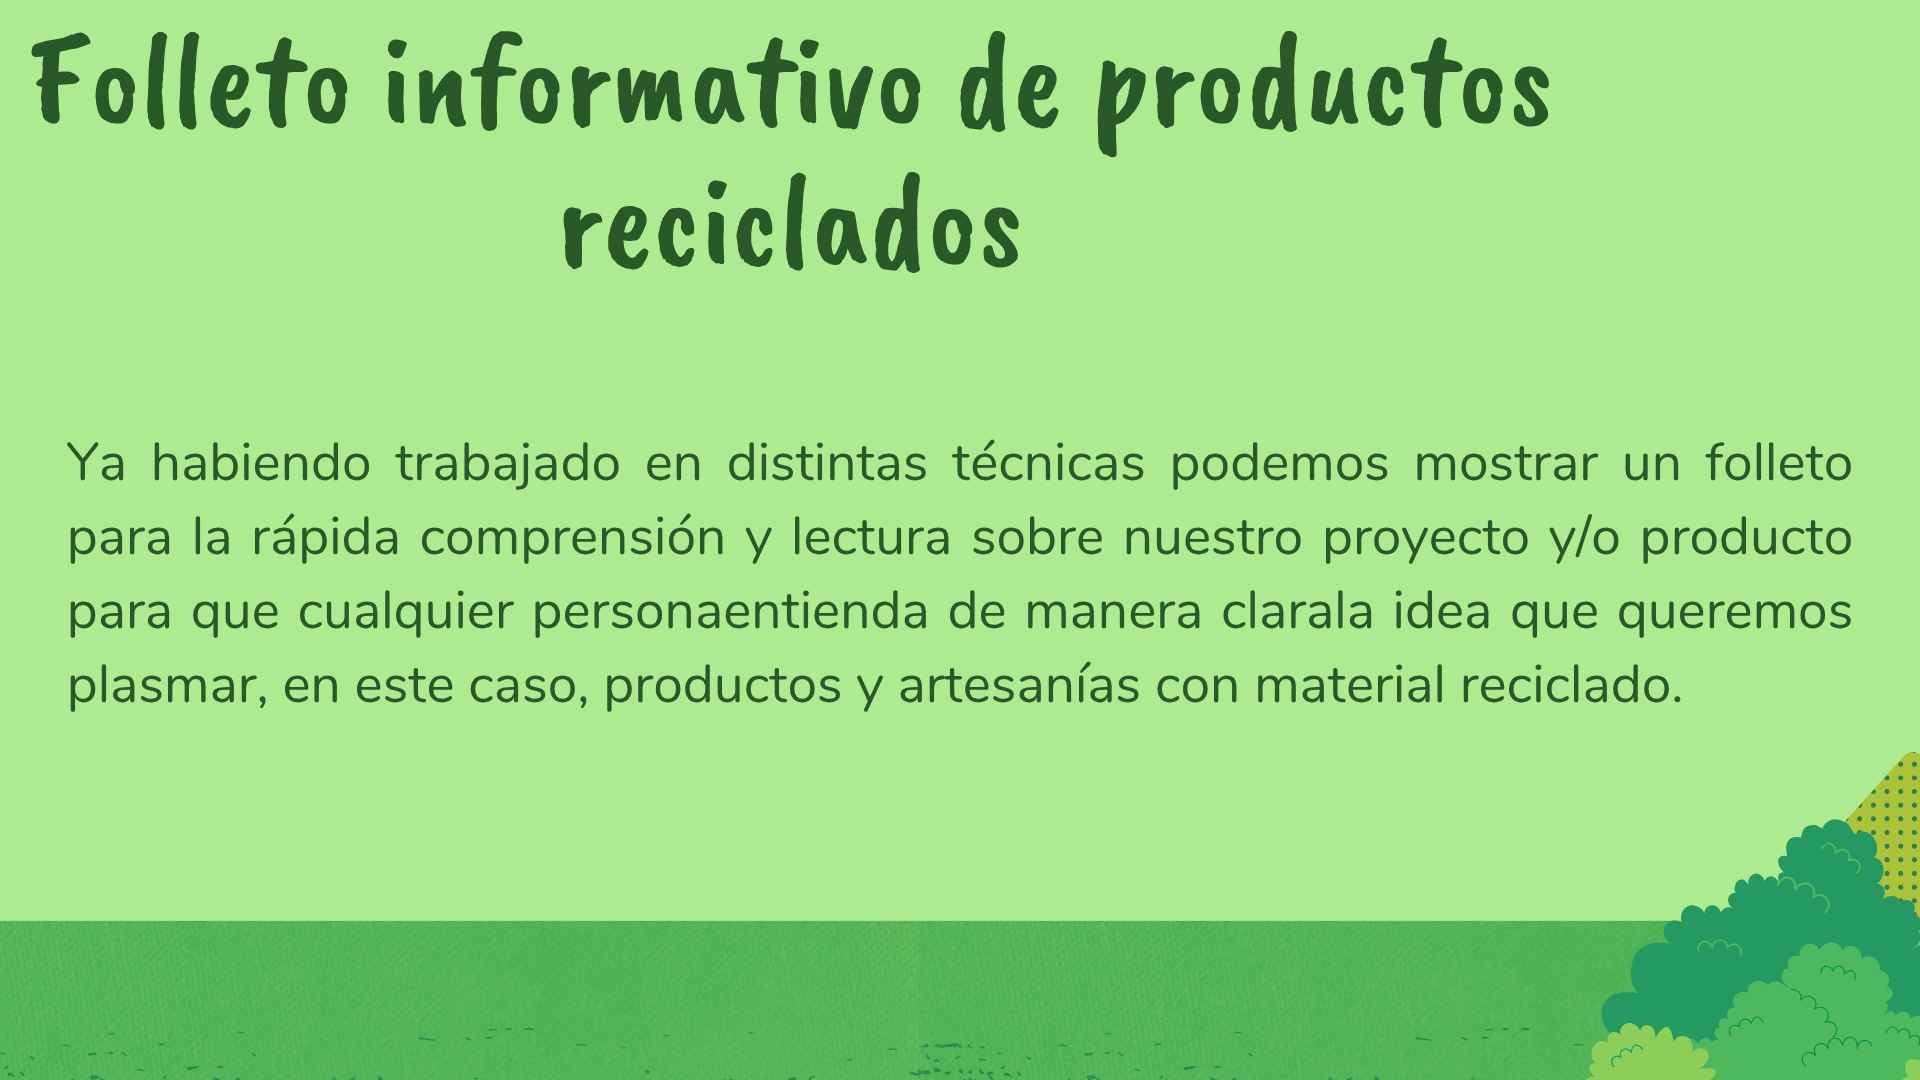 Folleto informativo de productos
reciclados
Ya habiendo trabajado en distintas técnicas podemos mostrar un folleto
para la rápida comprensión y lectura sobre nuestro proyecto y/o producto
para que cualquier personaentienda de manera clarala idea que queremos
plasmar, en este caso, productos y artesanías con material reciclado.